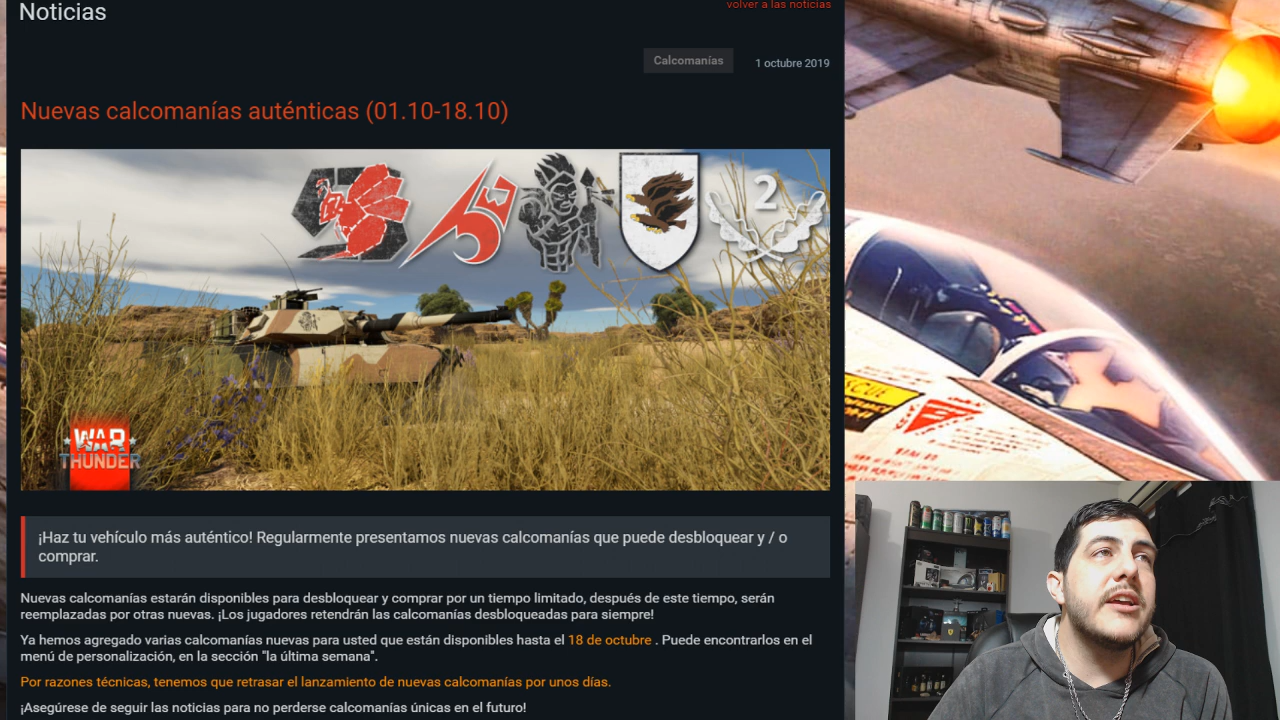 Noticias
volver a las noticias
Calcomanías
1 octubre 2019
Nuevas calcomanías auténticas (01.10-18.10)
2
WAR
THUNDER
¡Haz tu vehículo más auténtico! Regularmente presentamos nuevas calcomanías que puede desbloquear y / o
comprar.
Nuevas calcomanías estarán disponibles para desbloquear y comprar por un tiempo limitado, después de este tiempo, serán
reemplazadas por otras nuevas. ¡Los jugadores retendrán las calcomanías desbloqueadas para siempre!
Ya hemos agregado varias calcomanías nuevas para usted que están disponibles hasta el 18 de octubre . Puede encontrarlos en el
menú de personalización, en la sección "la última semana".
Por razones técnicas, tenemos que retrasar el lanzamiento de nuevas calcomanías por unos días.
¡Asegúrese de seguir las noticias para no perderse calcomanías únicas en el futuro!